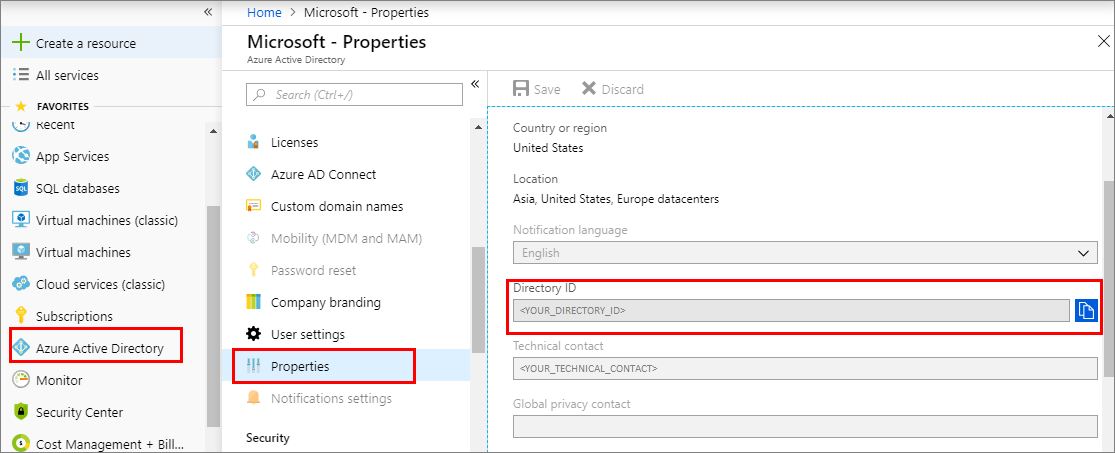 Home > Microsoft - Properties
Microsoft - Properties
Azure Active Directory
Create a resource
All services
FAVORITES
Recent
App Services
SQL databases
Virtual machines (classic)
Virtual machines
Cloud services (classic)
Subscriptions
Azure Active Directory
Monitor
Security Center
Cost Management + Bill...
Search (Ctrl+/)
Licenses
Azure AD Connect
Custom domain names
Mobility (MDM and MAM)
Password reset
Company branding
User settings
Properties
Notifications settings
Security
Save Discard
Country or region
United States
Location
Asia, United States, Europe datacenters
Notification language
English
Directory ID
<YOUR_DIRECTORY_ID>
Technical contact
<YOUR_TECHNICAL_CONTACT>
Global privacy contact